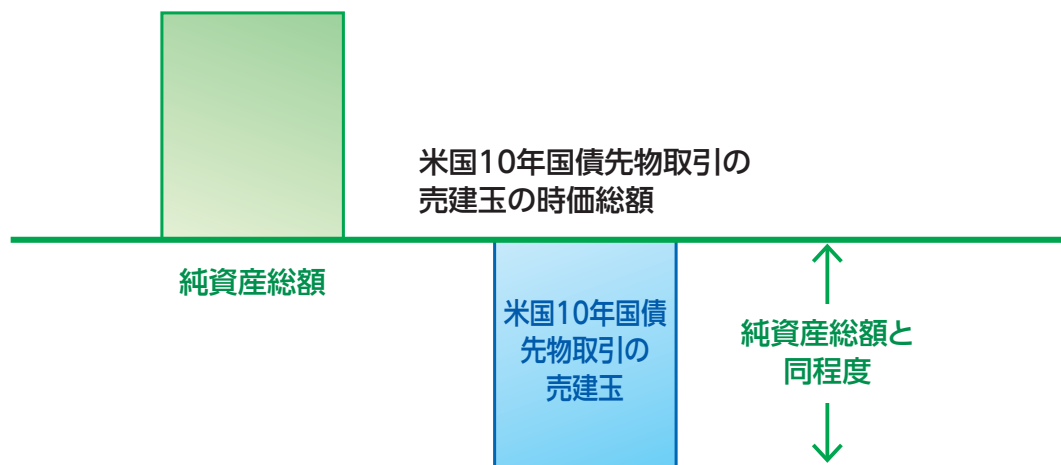 米国10年国債先物取引の
売建玉の時価総額
純資産総額
米国10年国債
先物取引の
売建玉
純資産総額と
同程度